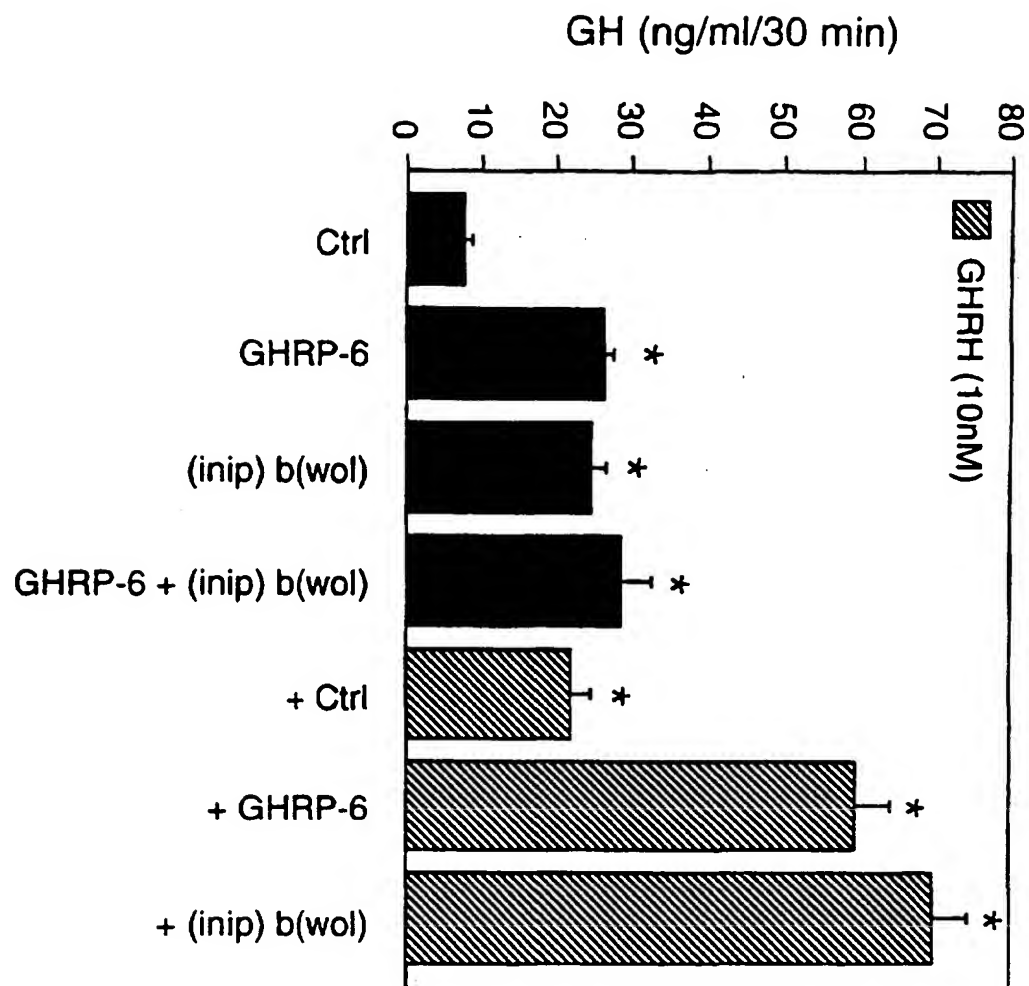 GH (ng/ml/30 min)
0
10
20
30
40
50
60
70
80
GHRH (10nM)
Ctrl
GHRP-6
(inip) b(wol)
GHRP-6 + (inip) b(wol)
+ Ctrl
+ GHRP-6
+ (inip) b(wol)
*
*
*
*
*
*